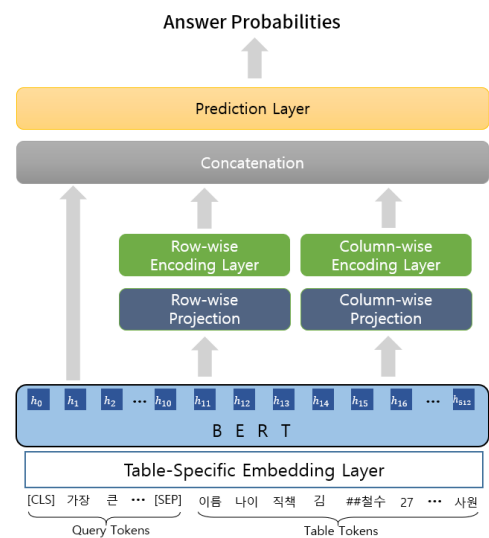 Answer Probabilities
Prediction Layer
Concatenation
Row-wise
Encoding Layer
Column-wise
Encoding Layer
Row-wise
Projection
Column-wise
Projection
h0 h1 h2 ••• h10 h11 h12 h13 h14 h15 h16 ••• h512
B E R T
Table-Specific Embedding Layer
[CLS] 가장 큰 ••• [SEP] 이름 나이 직책 김 ##철수 27 ••• 사원
Query Tokens Table Tokens